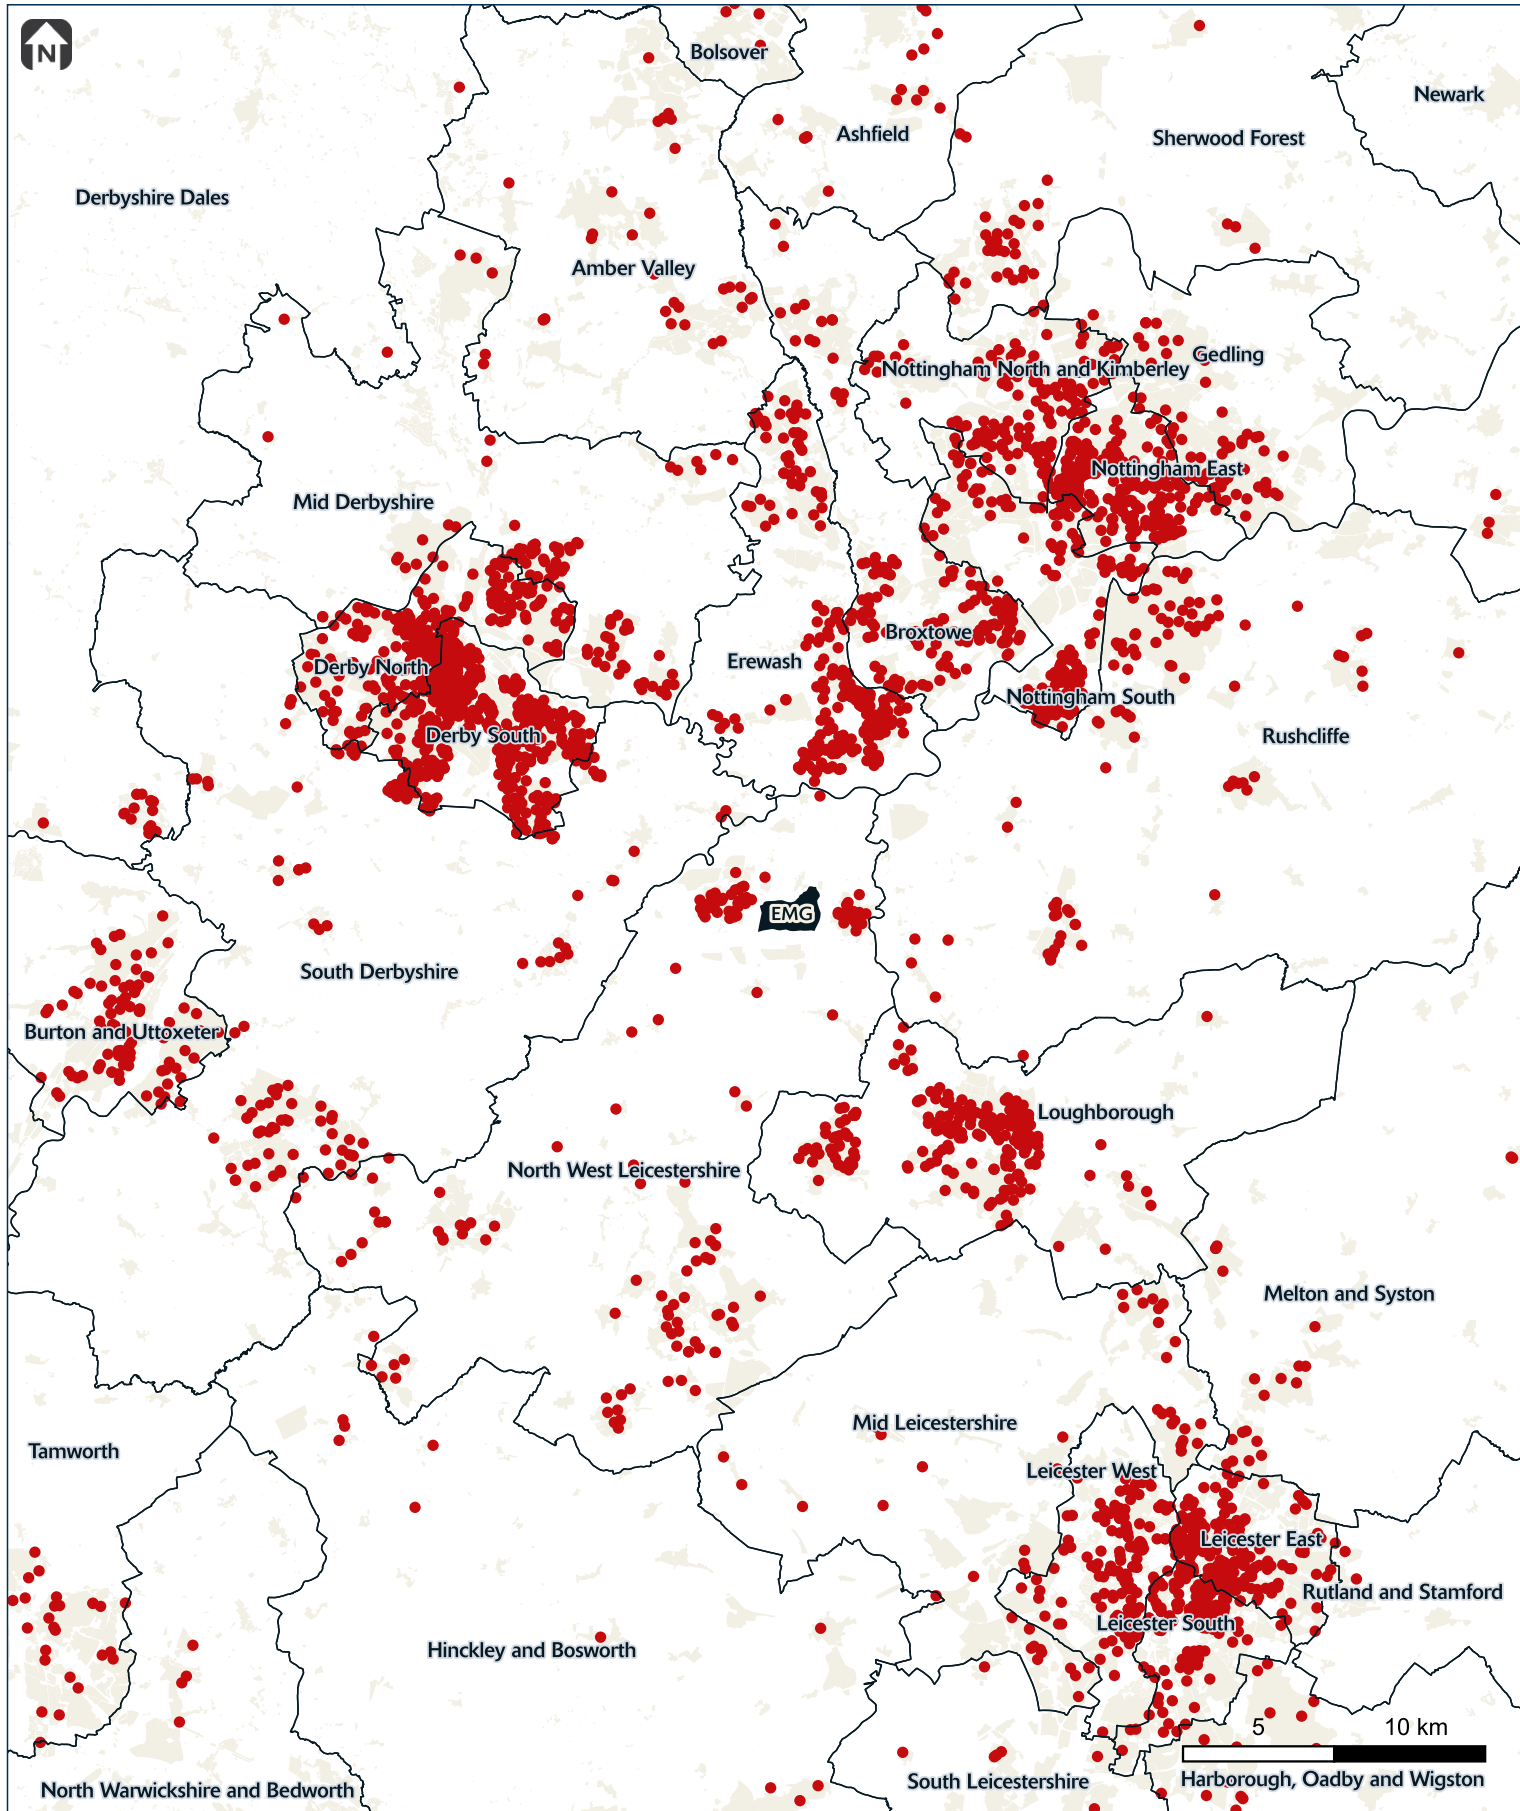 N
Bolsover
Newark
Ashfield
Sherwood Forest
Derbyshire Dales
Amber Valley
Gedling
Nottingham North and Kimberley
Nottingham East
Mid Derbyshire
Broxtowe
Erewash
Derby North
Nottingham South
Derby South
Rushcliffe
EMG
South Derbyshire
Burton and Uttoxeter
Loughborough
North West Leicestershire
Melton and Syston
Mid Leicestershire
Tamworth
Leicester West
Leicester East
Rutland and Stamford
Leicester South
Hinckley and Bosworth
5 10 km
South Leicestershire
Harborough, Oadby and Wigston
North Warwickshire and Bedworth